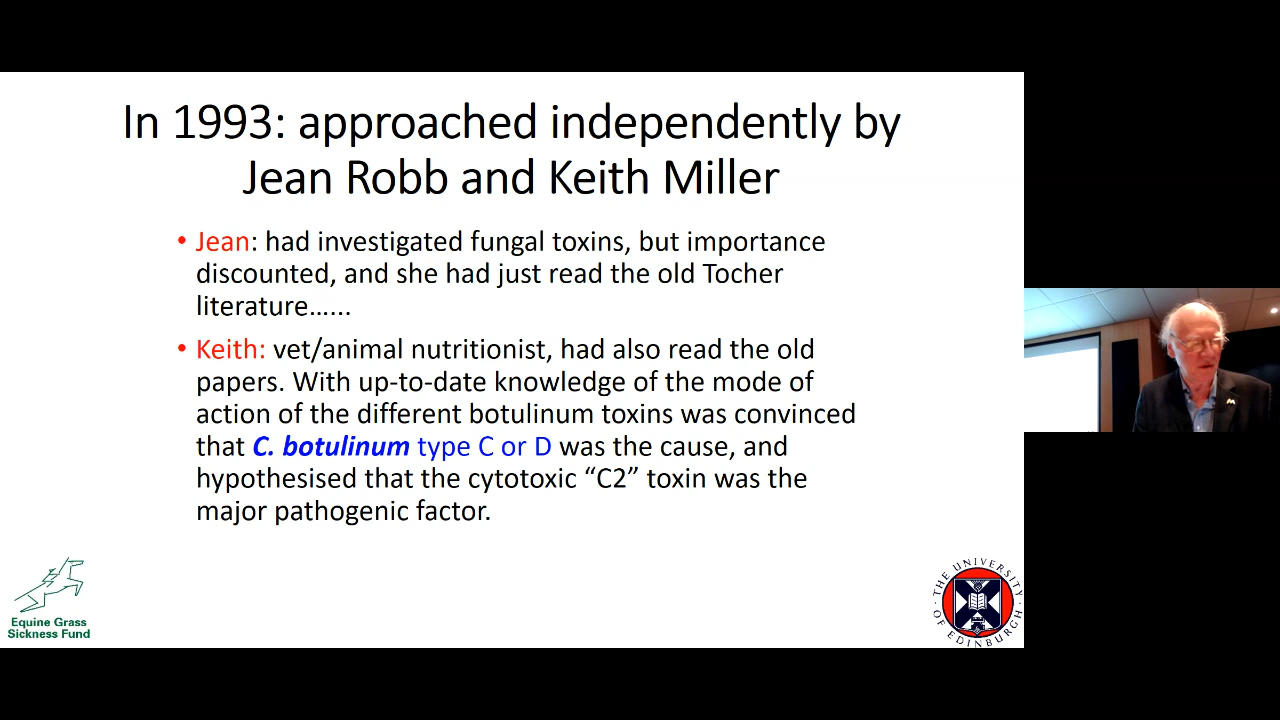 In 1993: approached independently by
Jean Robb and Keith Miller
• Jean: had investigated fungal toxins, but importance
discounted, and she had just read the old Tocher
literature…...
• Keith: vet/animal nutritionist, had also read the old
papers. With up-to-date knowledge of the mode of
action of the different botulinum toxins was convinced
that C. botulinum type C or D was the cause, and
hypothesised that the cytotoxic “C2” toxin was the
major pathogenic factor.
Equine Grass
Sickness Fund
THE UNIVERSITY
OF EDINBURGH